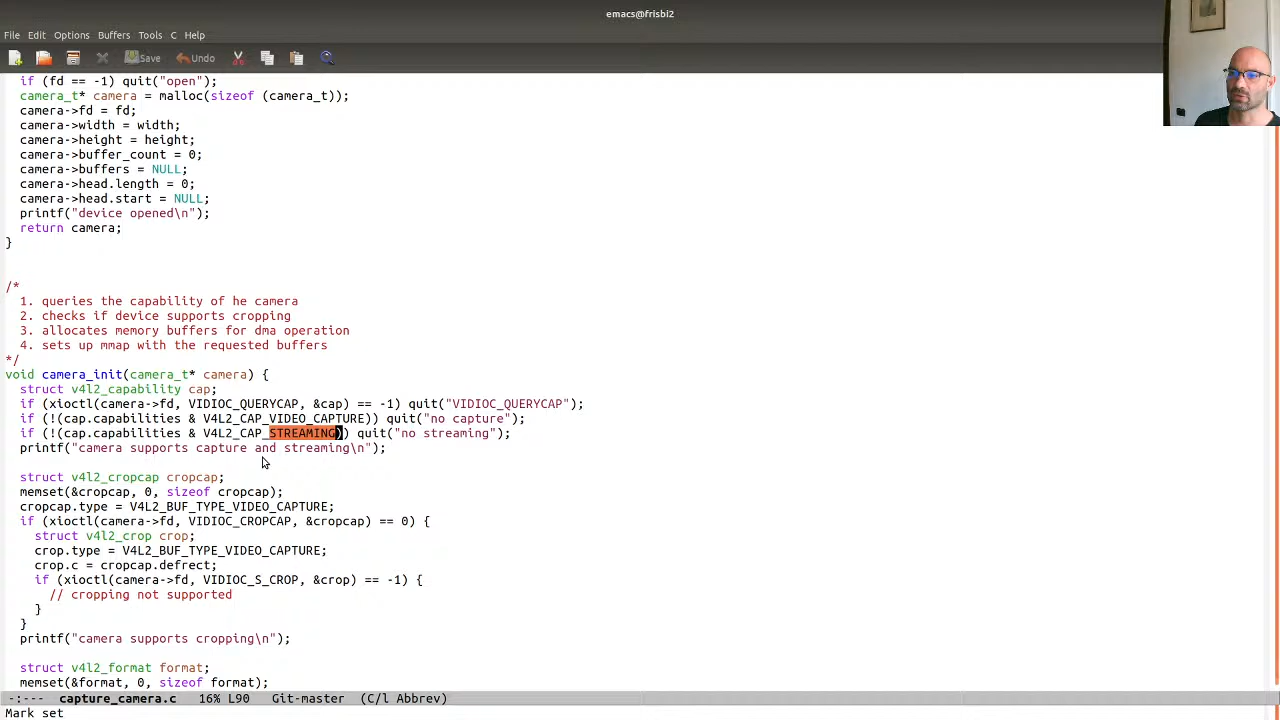 emacs@frisbi2
File Edit Options Buffers Tools C Help
Save Undo
if (fd == -1) quit("open");
camera_t* camera = malloc(sizeof (camera_t));
camera->fd = fd;
camera->width = width;
camera->height = height;
camera->buffer_count = 0;
camera->buffers = NULL;
camera->head.length = 0;
camera->head.start = NULL;
printf("device opened\n");
return camera;
}
/*
1. queries the capability of he camera
2. checks if device supports cropping
3. allocates memory buffers for dma operation
4. sets up mmap with the requested buffers
*/
void camera_init(camera_t* camera) {
struct v4l2_capability cap;
if (xioctl(camera->fd, VIDIOC_QUERYCAP, &cap) == -1) quit("VIDIOC_QUERYCAP");
if (!(cap.capabilities & V4L2_CAP_VIDEO_CAPTURE)) quit("no capture");
if (!(cap.capabilities & V4L2_CAP_STREAMING)) quit("no streaming");
printf("camera supports capture and streaming\n");
struct v4l2_cropcap cropcap;
memset(&cropcap, 0, sizeof cropcap);
cropcap.type = V4L2_BUF_TYPE_VIDEO_CAPTURE;
if (xioctl(camera->fd, VIDIOC_CROPCAP, &cropcap) == 0) {
struct v4l2_crop crop;
crop.type = V4L2_BUF_TYPE_VIDEO_CAPTURE;
crop.c = cropcap.defrect;
if (xioctl(camera->fd, VIDIOC_S_CROP, &crop) == -1) {
// cropping not supported
}
}
printf("camera supports cropping\n");
struct v4l2_format format;
memset(&format, 0, sizeof format);
-:--- capture_camera.c 16% L90 Git-master (C/l Abbrev)
Mark set